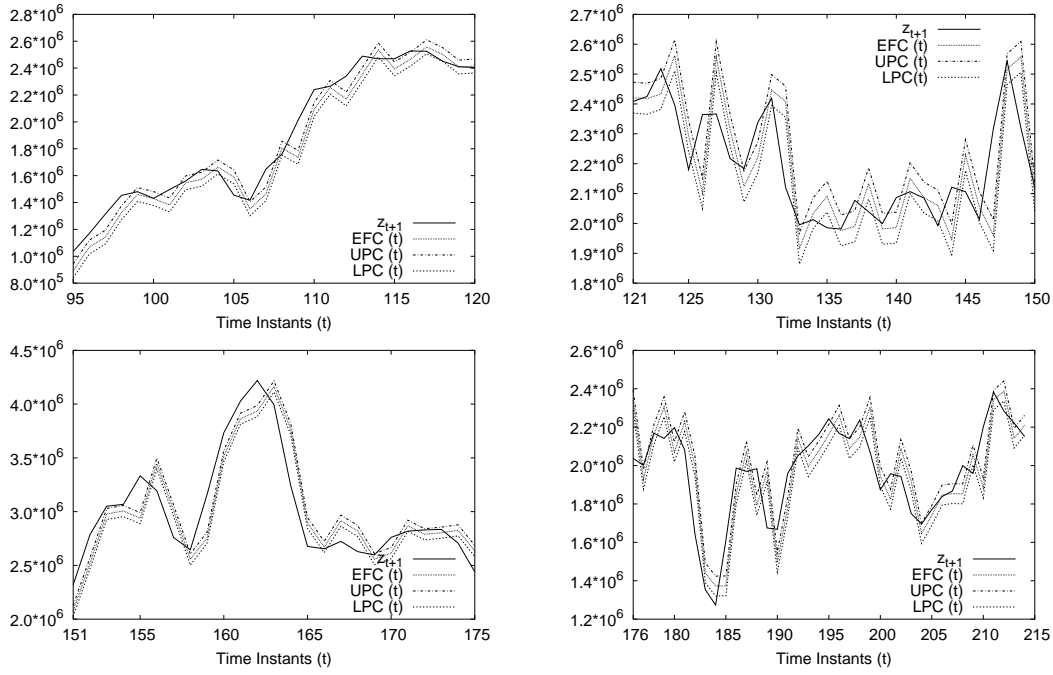 2.8*10^6
2.6*10^6
2.4*10^6
2.2*10^6
2.0*10^6
1.8*10^6
1.6*10^6
1.4*10^6
1.2*10^6
1.0*10^6
8.0*10^5
95 100 105 110 115 120
Time Instants (t)
z_{t+1}
EFC (t)
UPC (t)
LPC (t)
2.7*10^6
2.6*10^6
2.5*10^6
2.4*10^6
2.3*10^6
2.2*10^6
2.1*10^6
2.0*10^6
1.9*10^6
1.8*10^6
121 125 130 135 140 145 150
Time Instants (t)
z_{t+1}
EFC (t)
UPC (t)
LPC(t)
4.5*10^6
4.0*10^6
3.5*10^6
3.0*10^6
2.5*10^6
2.0*10^6
151 155 160 165 170 175
Time Instants (t)
z_{t+1}
EFC (t)
UPC (t)
LPC (t)
2.6*10^6
2.4*10^6
2.2*10^6
2.0*10^6
1.8*10^6
1.6*10^6
1.4*10^6
1.2*10^6
176 180 185 190 195 200 205 210 215
Time Instants (t)
z_{t+1}
EFC (t)
UPC (t)
LPC (t)